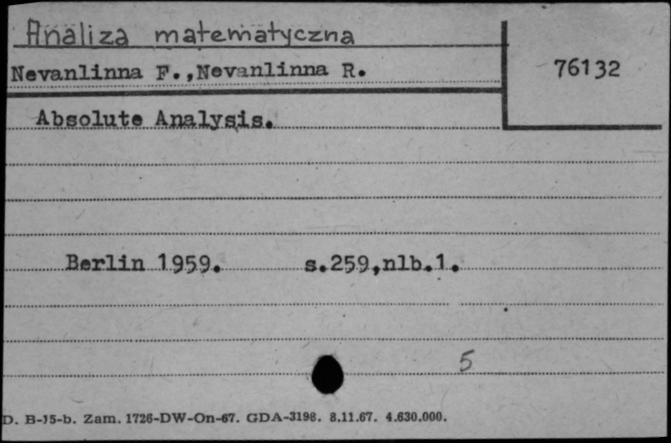 Analiza matematyczna
Nevanlinna F.,Nevanlinna R.
76132
Absolute Analysis.
Berlin 1959. s.259,nlb.1.
5
D. B-15-b. Zam. 1726-DW-On-67. GDA-3198. 8.11.67. 4.630.000.